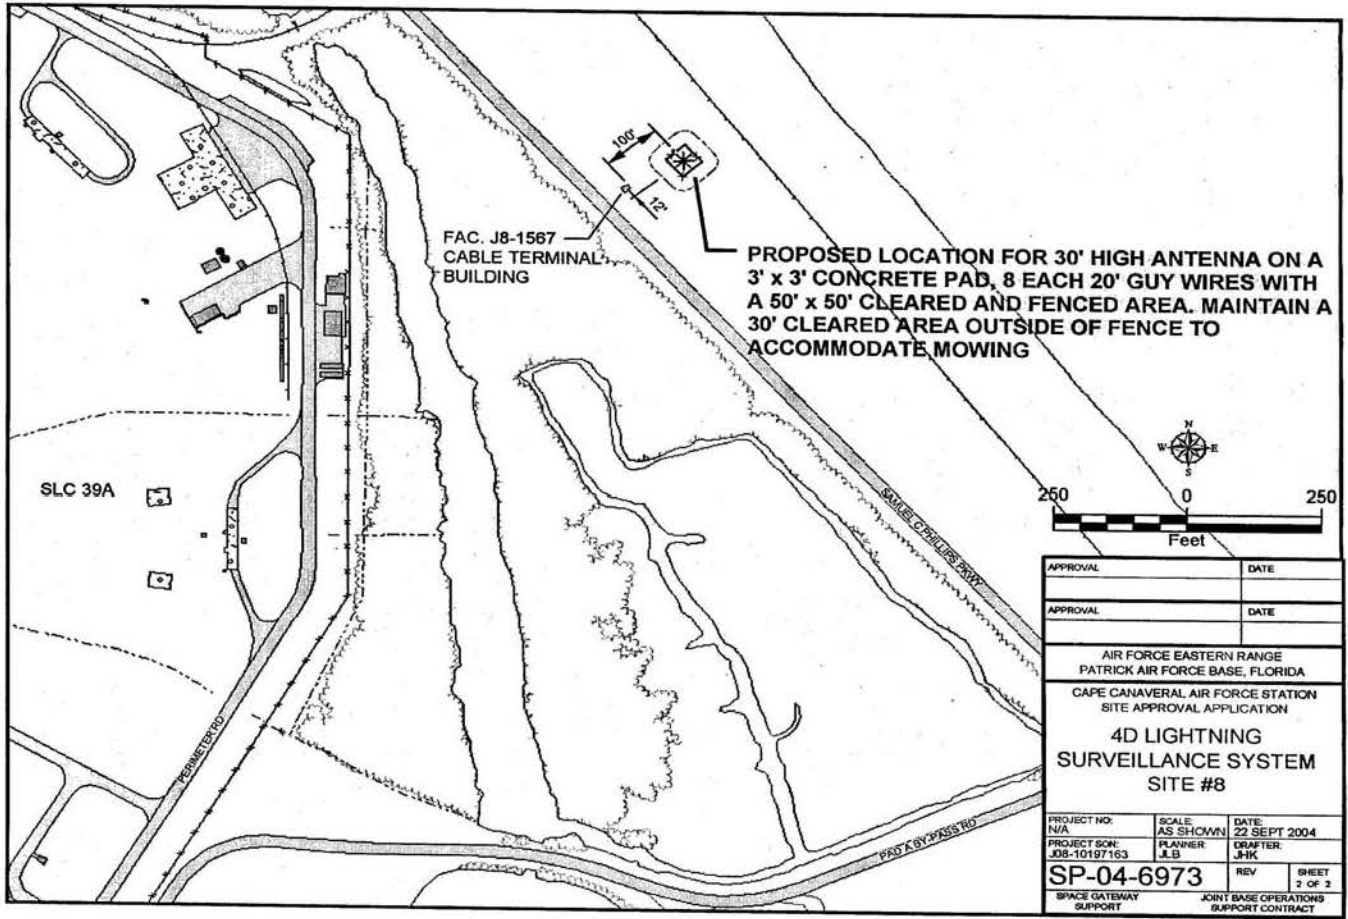 100'
12'
FAC. J8-1567
CABLE TERMINAL
BUILDING
PROPOSED LOCATION FOR 30' HIGH ANTENNA ON A
3' x 3' CONCRETE PAD, 8 EACH 20' GUY WIRES WITH
A 50' x 50' CLEARED AND FENCED AREA. MAINTAIN A
30' CLEARED AREA OUTSIDE OF FENCE TO
ACCOMMODATE MOWING
SLC 39A
SAMUEL C PHILLIPS PKWY
PERIMETER RD
PAD A BY-PASS RD
N
W E
S
250 0 250
Feet
APPROVAL DATE
APPROVAL DATE
AIR FORCE EASTERN RANGE
PATRICK AIR FORCE BASE, FLORIDA
CAPE CANAVERAL AIR FORCE STATION
SITE APPROVAL APPLICATION
4D LIGHTNING
SURVEILLANCE SYSTEM
SITE #8
PROJECT NO: SCALE: DATE:
N/A AS SHOWN 22 SEPT 2004
PROJECT SON: PLANNER: DRAFTER:
J08-10197163 JLB JHK
SP-04-6973 REV SHEET
2 OF 2
SPACE GATEWAY JOINT BASE OPERATIONS
SUPPORT SUPPORT CONTRACT